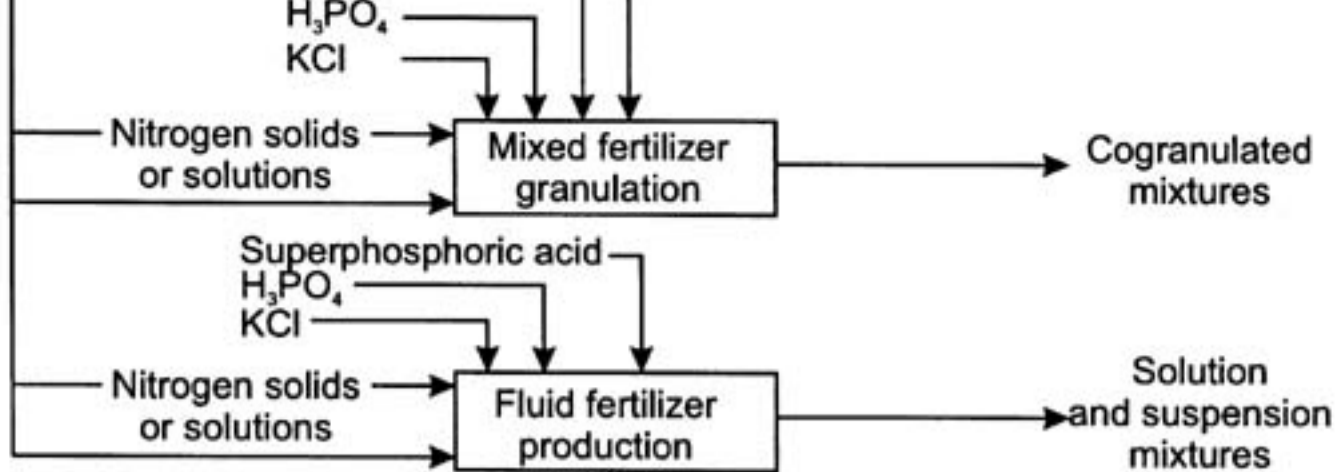 H₃PO₄
KCl
Nitrogen solids
or solutions
Mixed fertilizer
granulation
Cogranulated
mixtures
Superphosphoric acid
H₃PO₄
KCl
Nitrogen solids
or solutions
Fluid fertilizer
production
Solution
and suspension
mixtures